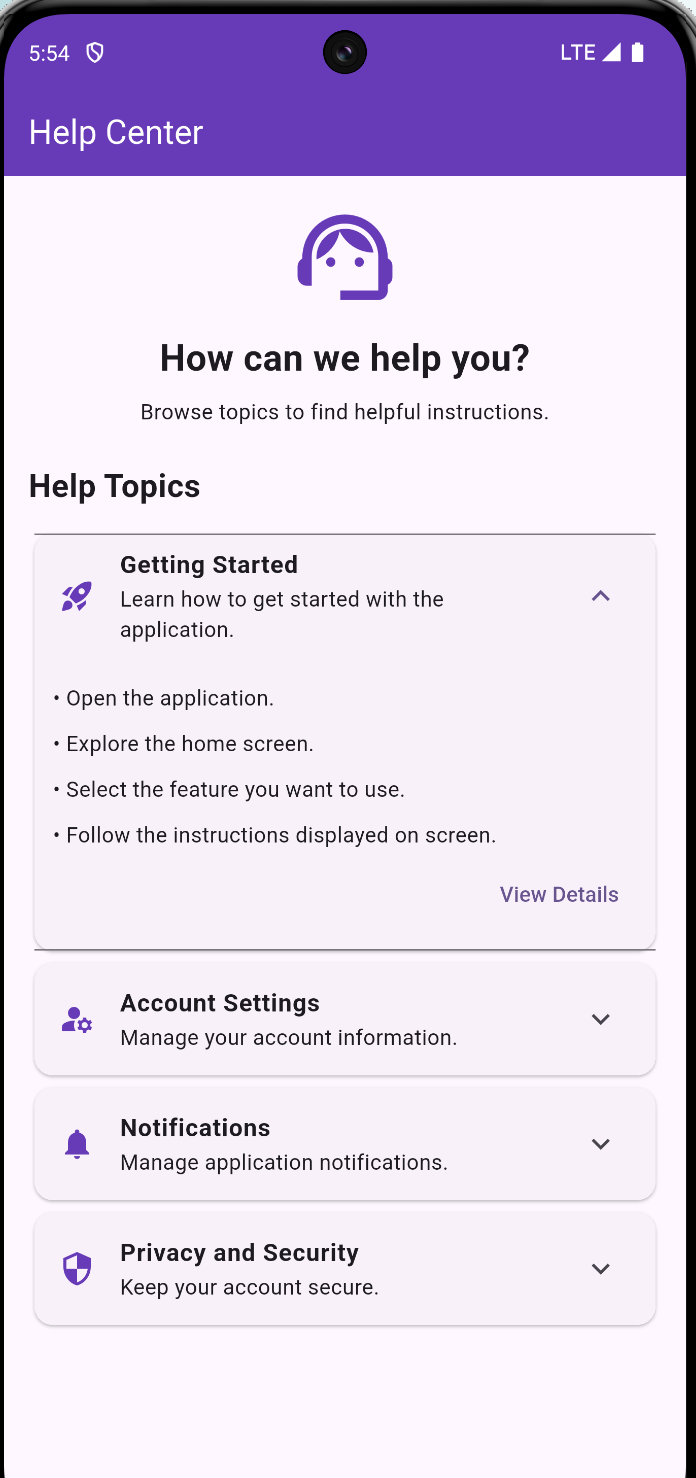 5:54
LTE
Help Center
How can we help you?
Browse topics to find helpful instructions.
Help Topics
Getting Started
Learn how to get started with the
application.
• Open the application.
• Explore the home screen.
• Select the feature you want to use.
• Follow the instructions displayed on screen.
View Details
Account Settings
Manage your account information.
Notifications
Manage application notifications.
Privacy and Security
Keep your account secure.